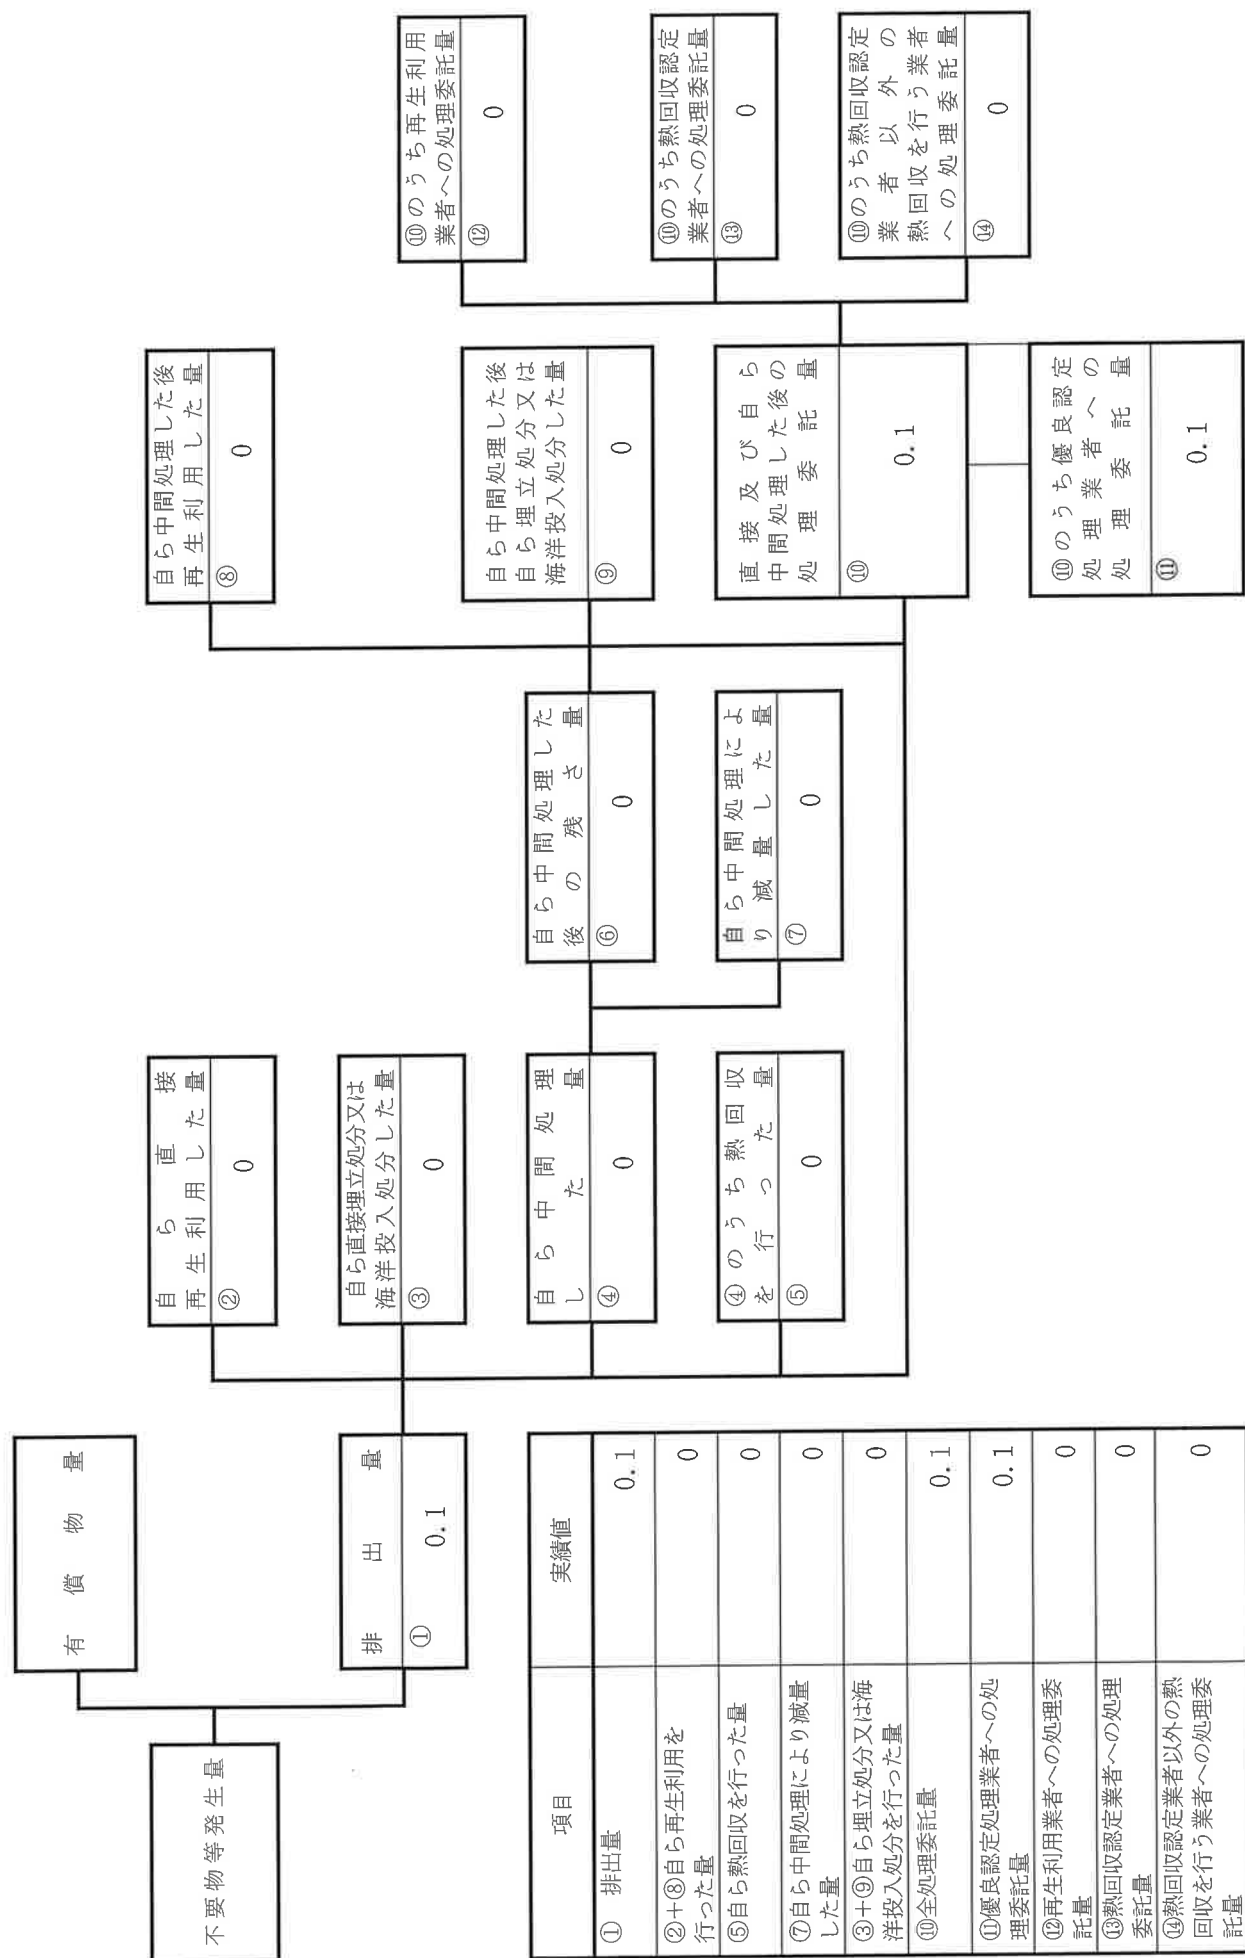 不要物等発生量
有償物量
排出量
① 0.1
自ら直接
再生利用した量
② 0
自ら直接埋立処分又は
海洋投入処分した量
③ 0
自ら中間処理
した量
④ 0
④のうち熱回収
を行った量
⑤ 0
自ら中間処理した
後の残さ量
⑥ 0
自ら中間処理によ
り減量した量
⑦ 0
自ら中間処理した後
再生利用した量
⑧ 0
自ら中間処理した後
自ら埋立処分又は
海洋投入処分した量
⑨ 0
直接及び自ら
中間処理した後の
処理委託量
⑩ 0.1
⑩のうち優良認定
処理業者への
処理委託量
⑪ 0.1
⑩のうち再生利用
業者への処理委託量
⑫ 0
⑩のうち熱回収認定
業者への処理委託量
⑬ 0
⑩のうち熱回収認定
業者以外の
熱回収を行う業者
への処理委託量
⑭ 0
項目 実績値
① 排出量 0.1
②+⑧自ら再生利用を
行った量 0
⑤自ら熱回収を行った量 0
⑦自ら中間処理により減量
した量 0
③+⑨自ら埋立処分又は海
洋投入処分を行った量 0
⑩全処理委託量 0.1
⑪優良認定処理業者への処
理委託量 0.1
⑫再生利用業者への処理委
託量 0
⑬熱回収認定業者への処理
委託量 0
⑭熱回収認定業者以外の熱
回収を行う業者への処理委
託量 0